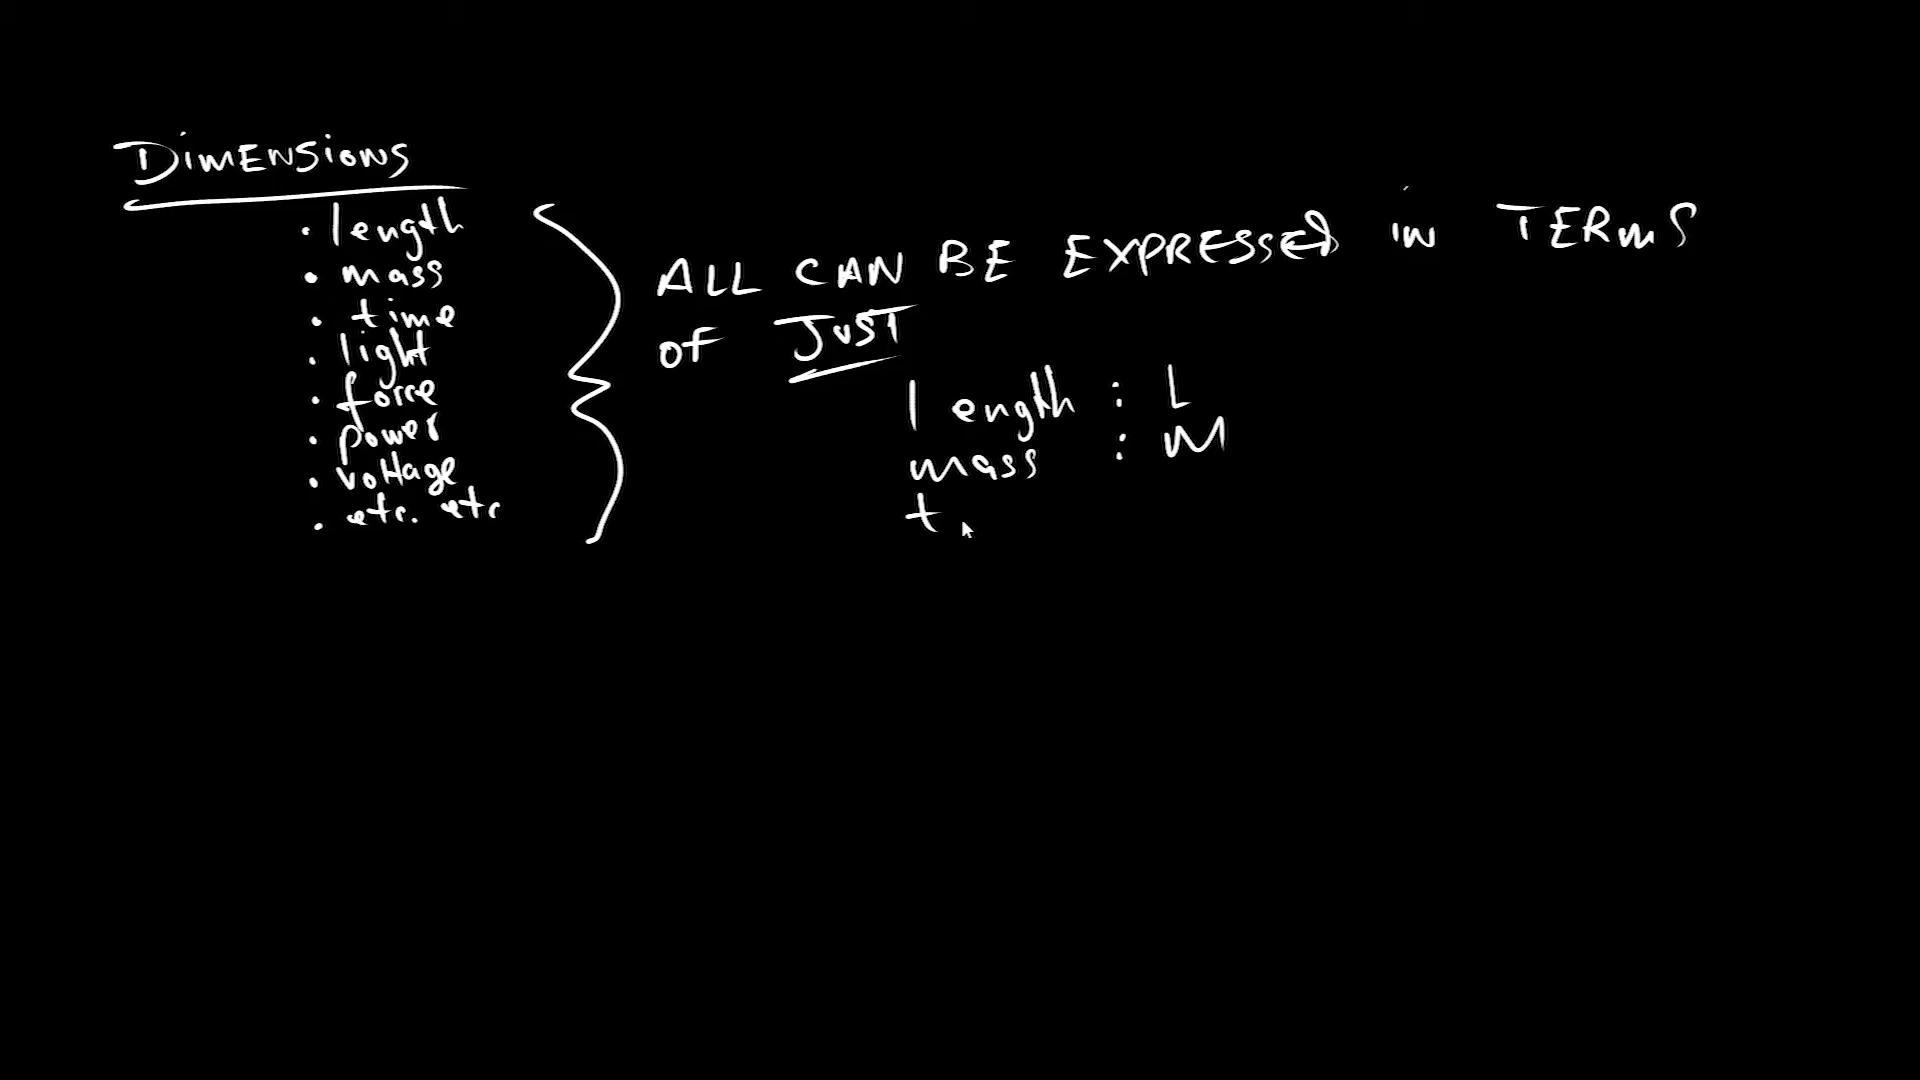 DIMENSIONS
• length
• mass
• time
• light
• force
• power
• voltage
• etc. etc
ALL CAN BE EXPRESSED IN TERMS
OF JUST
length : L
mass : M
t